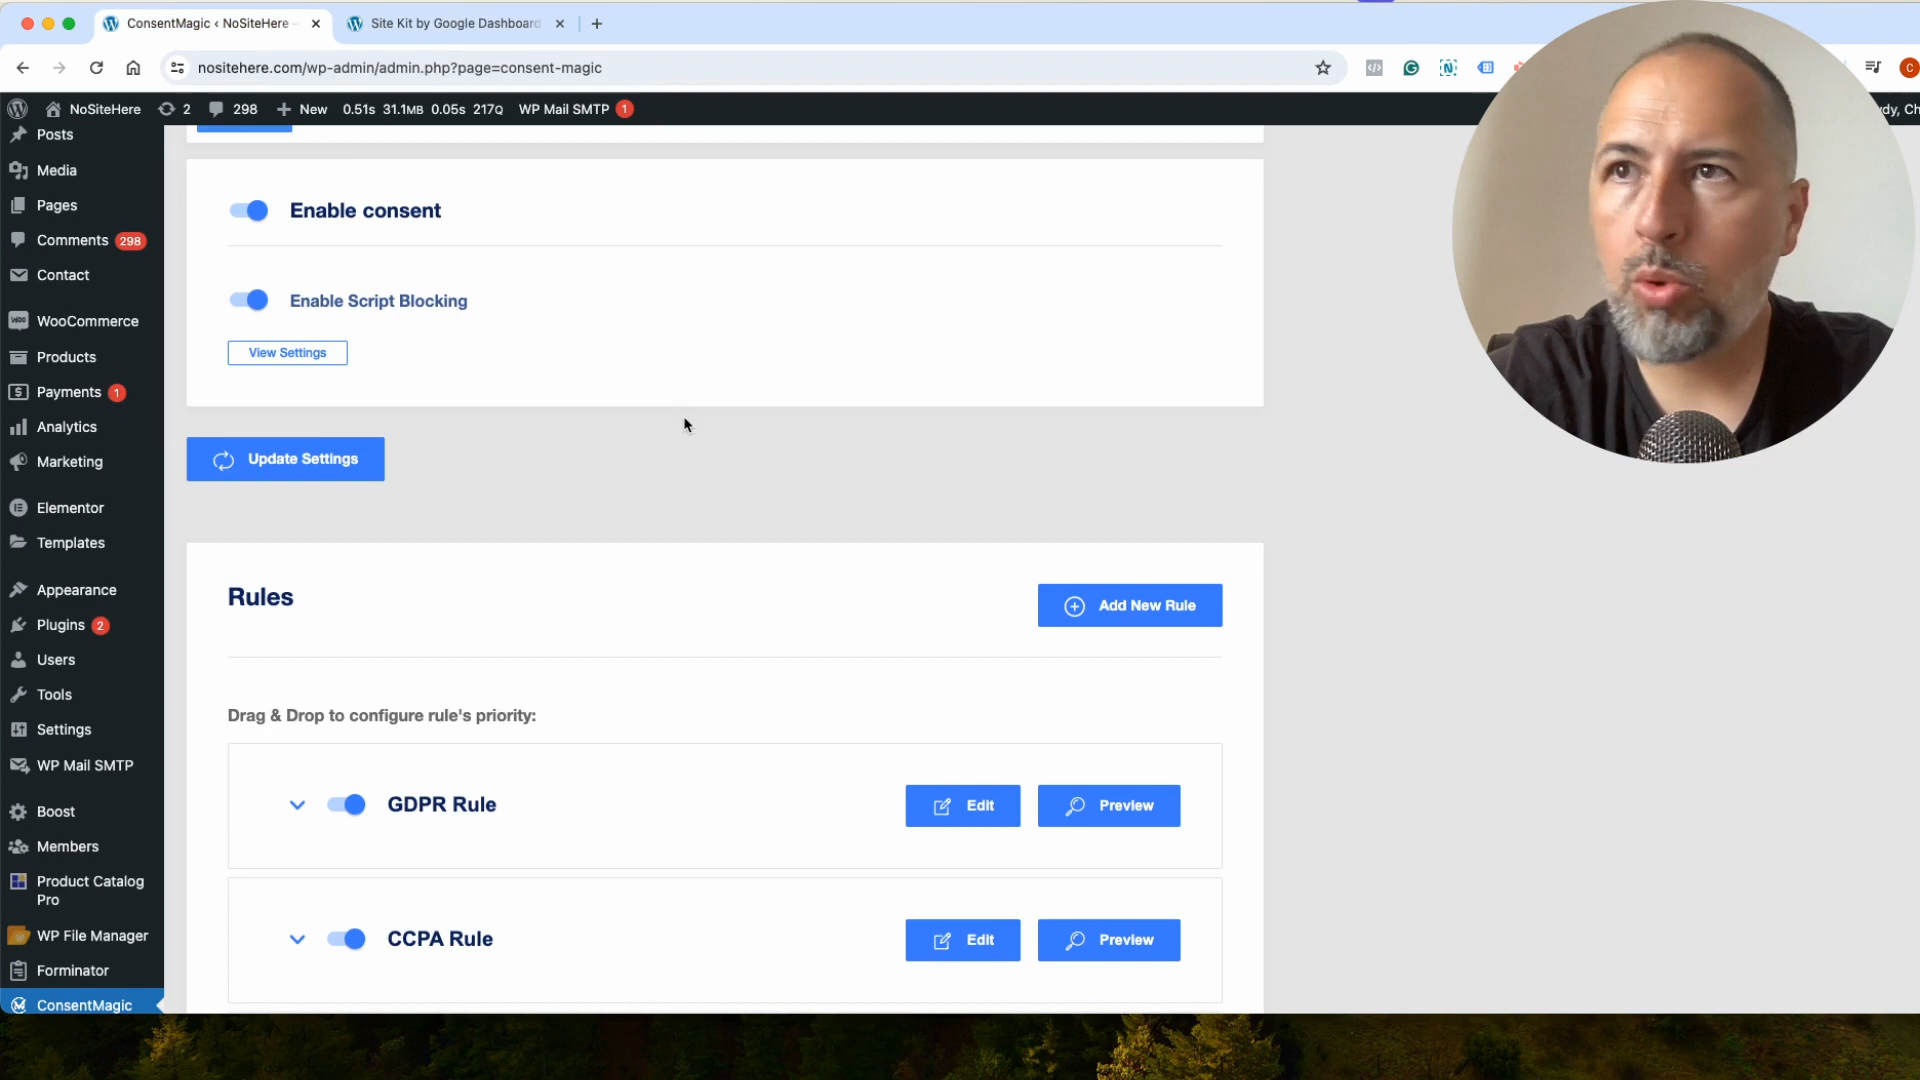 ConsentMagic ‹ NoSiteHere –
Site Kit by Google Dashboard
nositehere.com/wp-admin/admin.php?page=consent-magic
NoSiteHere
2
298
New
0.51s 31.1MB 0.05s 217Q
WP Mail SMTP
1
dy, Ch
C
Posts
Media
Pages
Comments 298
Contact
WooCommerce
Products
Payments 1
Analytics
Marketing
Elementor
Templates
Appearance
Plugins 2
Users
Tools
Settings
WP Mail SMTP
Boost
Members
Product Catalog
Pro
WP File Manager
Forminator
ConsentMagic
Enable consent
Enable Script Blocking
View Settings
Update Settings
Rules
Add New Rule
Drag & Drop to configure rule's priority:
GDPR Rule
Edit
Preview
CCPA Rule
Edit
Preview